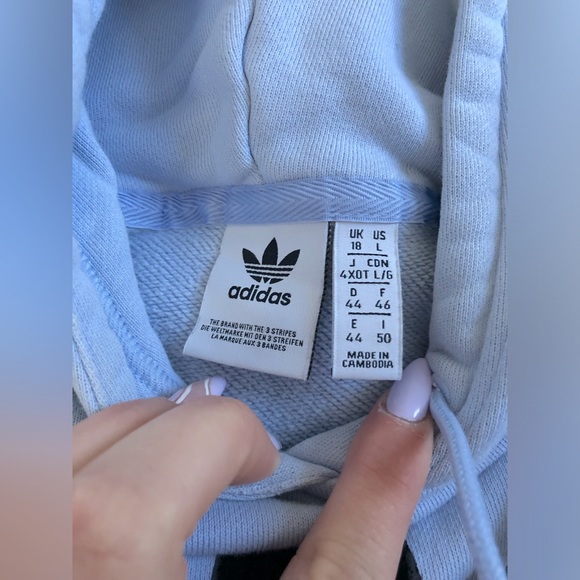 adidas
THE BRAND WITH THE 3 STRIPES
DIE WELTMARKE MIT DEN 3 STREIFEN
LA MARQUE AUX 3 BANDES
UK US
18 L
J CDN
4XOT L/G
D F
44 46
E I
44 50
MADE IN
CAMBODIA